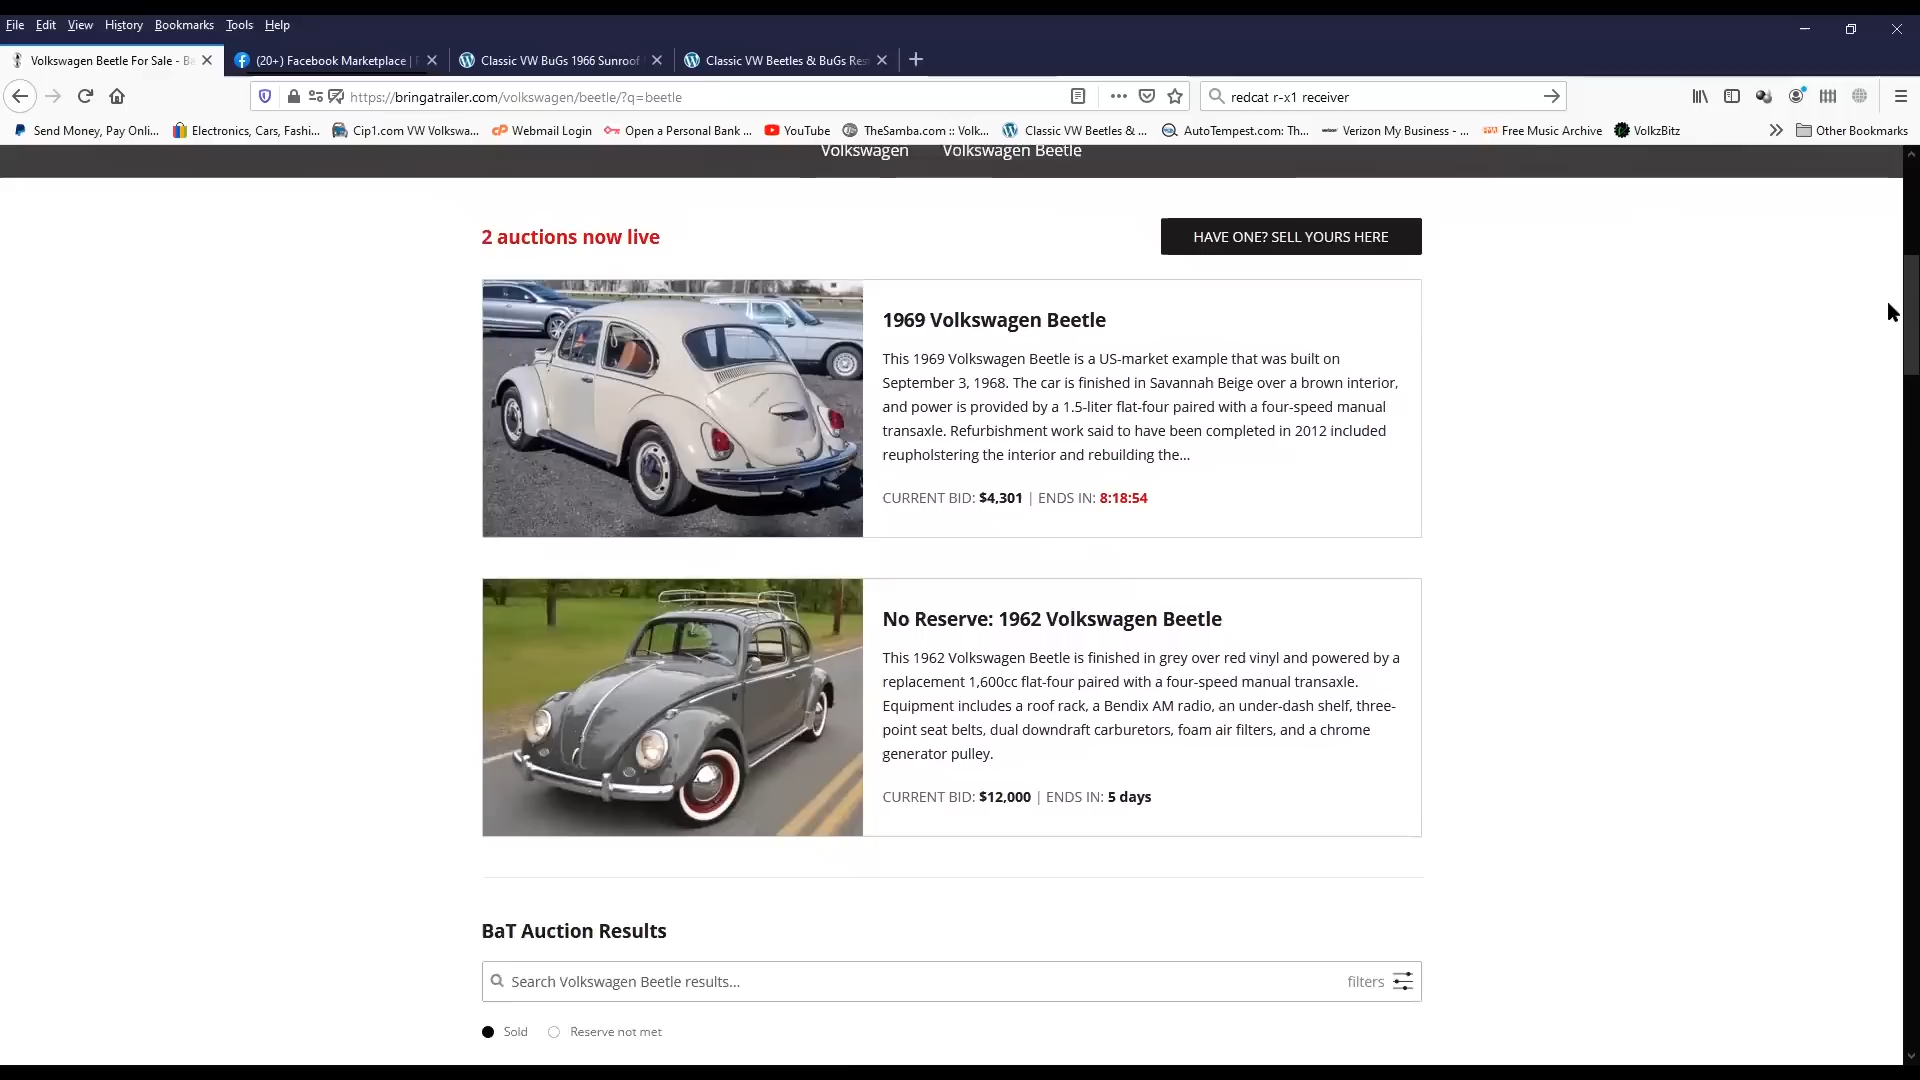 File Edit View History Bookmarks Tools Help
Volkswagen Beetle For Sale - Ba
(20+) Facebook Marketplace |
Classic VW BuGs 1966 Sunroof
Classic VW Beetles & BuGs Res
https://bringatrailer.com/volkswagen/beetle/?q=beetle
redcat r-x1 receiver
Send Money, Pay Onli...
Electronics, Cars, Fashi...
Cip1.com VW Volkswa...
Webmail Login
Open a Personal Bank ...
YouTube
TheSamba.com :: Volk...
Classic VW Beetles & ...
AutoTempest.com: Th...
Verizon My Business - ...
Free Music Archive
VolkzBitz
Other Bookmarks
Volkswagen Volkswagen Beetle
2 auctions now live
HAVE ONE? SELL YOURS HERE
1969 Volkswagen Beetle
This 1969 Volkswagen Beetle is a US-market example that was built on
September 3, 1968. The car is finished in Savannah Beige over a brown interior,
and power is provided by a 1.5-liter flat-four paired with a four-speed manual
transaxle. Refurbishment work said to have been completed in 2012 included
reupholstering the interior and rebuilding the...
CURRENT BID: $4,301 | ENDS IN: 8:18:54
No Reserve: 1962 Volkswagen Beetle
This 1962 Volkswagen Beetle is finished in grey over red vinyl and powered by a
replacement 1,600cc flat-four paired with a four-speed manual transaxle.
Equipment includes a roof rack, a Bendix AM radio, an under-dash shelf, three-
point seat belts, dual downdraft carburetors, foam air filters, and a chrome
generator pulley.
CURRENT BID: $12,000 | ENDS IN: 5 days
BaT Auction Results
Search Volkswagen Beetle results...
filters
Sold
Reserve not met